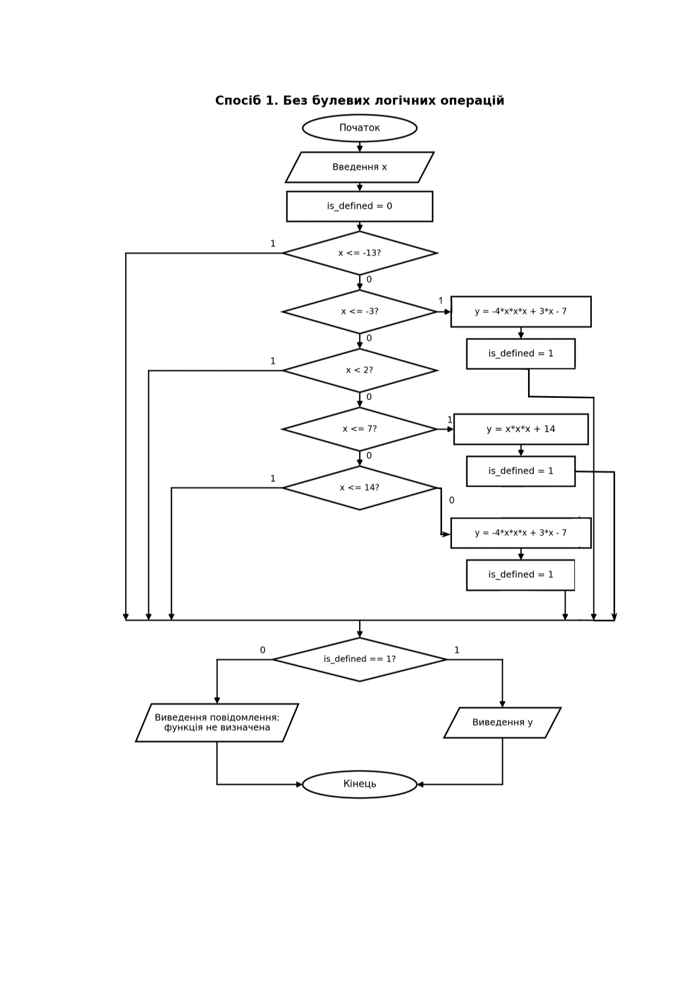 Спосіб 1. Без булевих логічних операцій
Початок
Введення x
is_defined = 0
1
x <= -13?
0
x <= -3?
1
y = -4*x*x*x + 3*x - 7
0
is_defined = 1
1
x < 2?
0
x <= 7?
1
y = x*x*x + 14
0
is_defined = 1
1
x <= 14?
0
y = -4*x*x*x + 3*x - 7
is_defined = 1
0
is_defined == 1?
1
Виведення повідомлення:
функція не визначена
Виведення y
Кінець